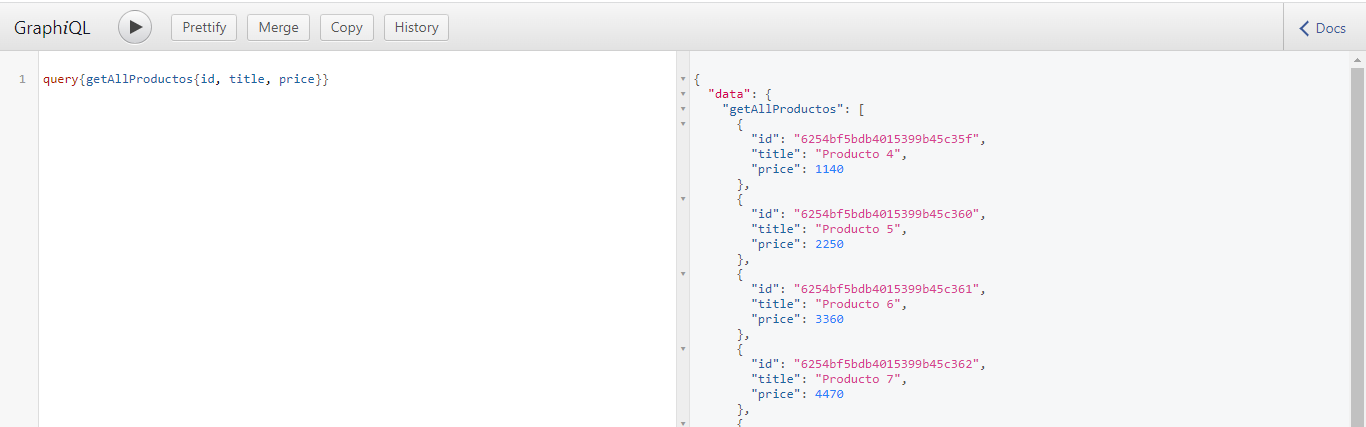 GraphiQL Prettify Merge Copy History Docs
1 query{getAllProductos{id, title, price}}
{
"data": {
"getAllProductos": [
{
"id": "6254bf5bdb4015399b45c35f",
"title": "Producto 4",
"price": 1140
},
{
"id": "6254bf5bdb4015399b45c360",
"title": "Producto 5",
"price": 2250
},
{
"id": "6254bf5bdb4015399b45c361",
"title": "Producto 6",
"price": 3360
},
{
"id": "6254bf5bdb4015399b45c362",
"title": "Producto 7",
"price": 4470
},
{